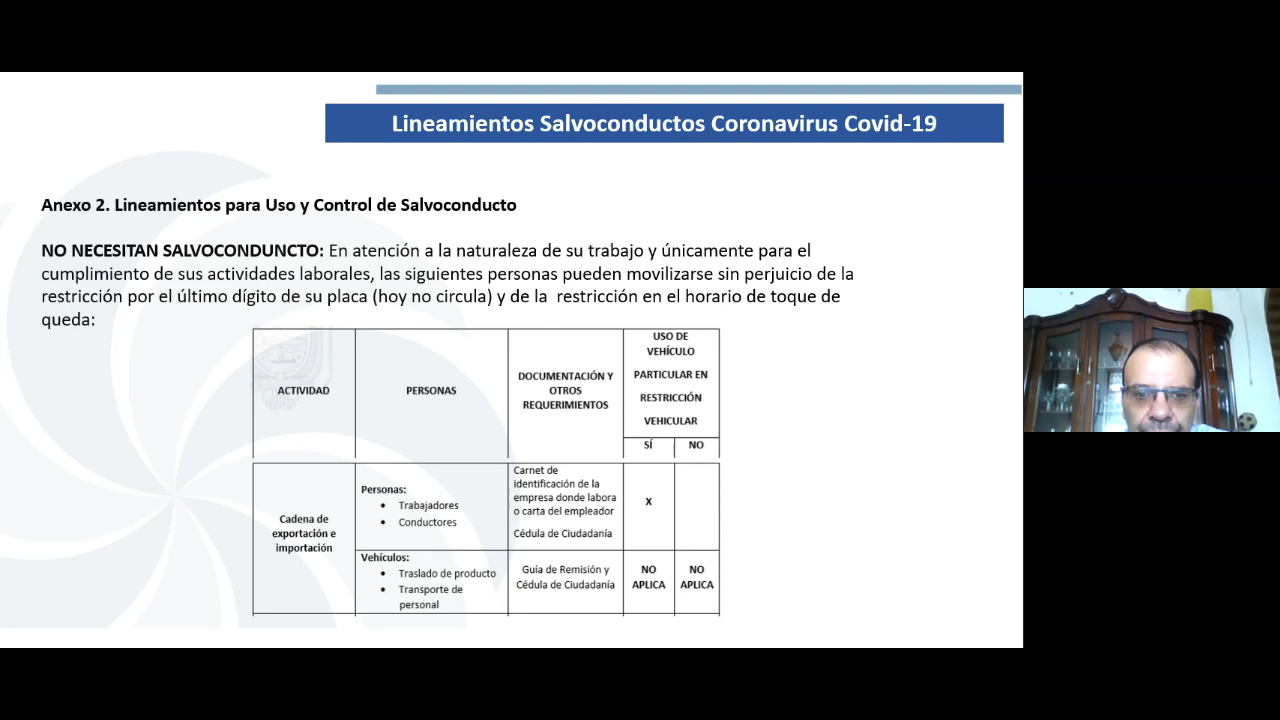 Lineamientos Salvoconductos Coronavirus Covid-19
Anexo 2. Lineamientos para Uso y Control de Salvoconducto
NO NECESITAN SALVOCONDUNCTO: En atención a la naturaleza de su trabajo y únicamente para el
cumplimiento de sus actividades laborales, las siguientes personas pueden movilizarse sin perjuicio de la
restricción por el último dígito de su placa (hoy no circula) y de la restricción en el horario de toque de
queda:
ACTIVIDAD
PERSONAS
DOCUMENTACIÓN Y
OTROS
REQUERIMIENTOS
USO DE
VEHÍCULO
PARTICULAR EN
RESTRICCIÓN
VEHICULAR
SÍ
NO
Cadena de
exportación e
importación
Personas:
• Trabajadores
• Conductores
Carnet de
identificación de la
empresa donde labora
o carta del empleador
Cédula de Ciudadanía
X
Vehículos:
• Traslado de producto
• Transporte de
personal
Guía de Remisión y
Cédula de Ciudadanía
NO
APLICA
NO
APLICA